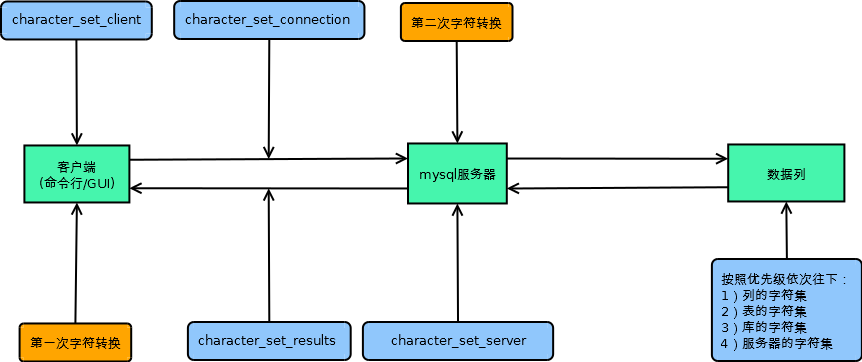 character_set_client
character_set_connection
第二次字符转换
客户端
(命令行/GUI)
mysql服务器
数据列
第一次字符转换
character_set_results
character_set_server
按照优先级依次往下：
1）列的字符集
2）表的字符集
3）库的字符集
4）服务器的字符集